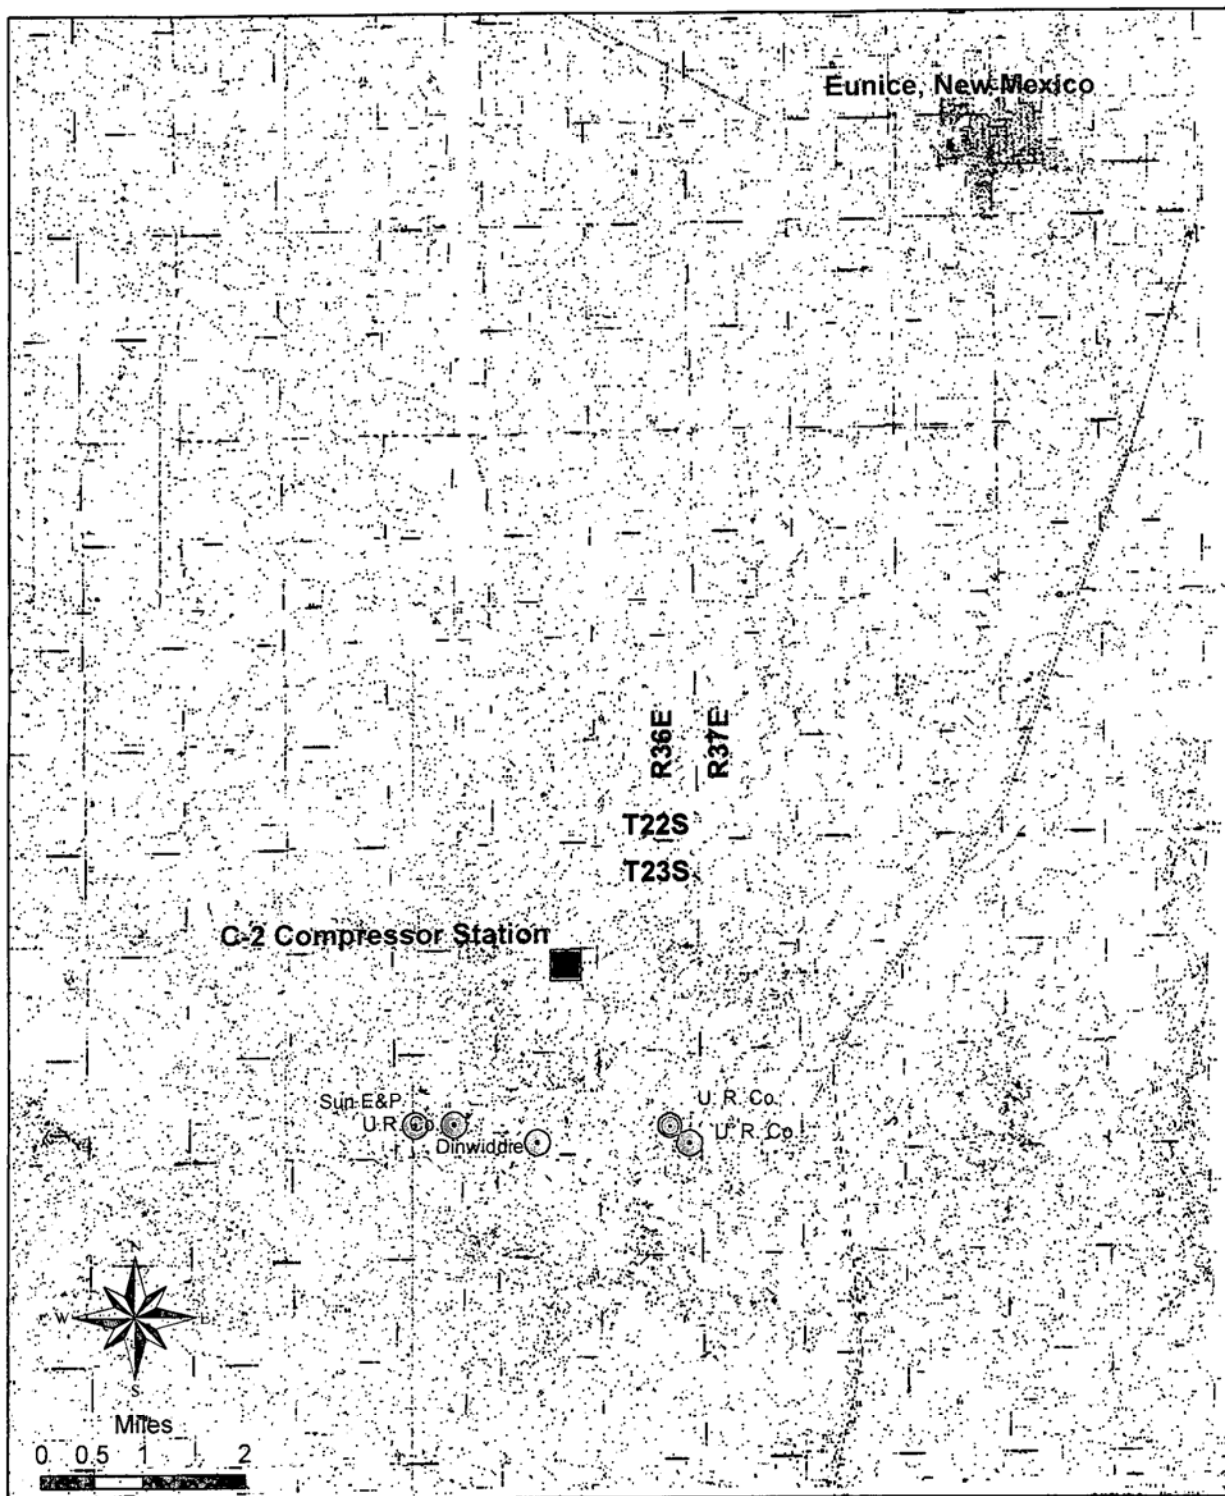 Eunice, New Mexico
R36E
R37E
T22S
T23S
C-2 Compressor Station
Sun E&P
U. R. Co.
U. R. Co.
U. R. Co.
Dinwiddie
N
W
E
S
Miles
0 0.5 1 2